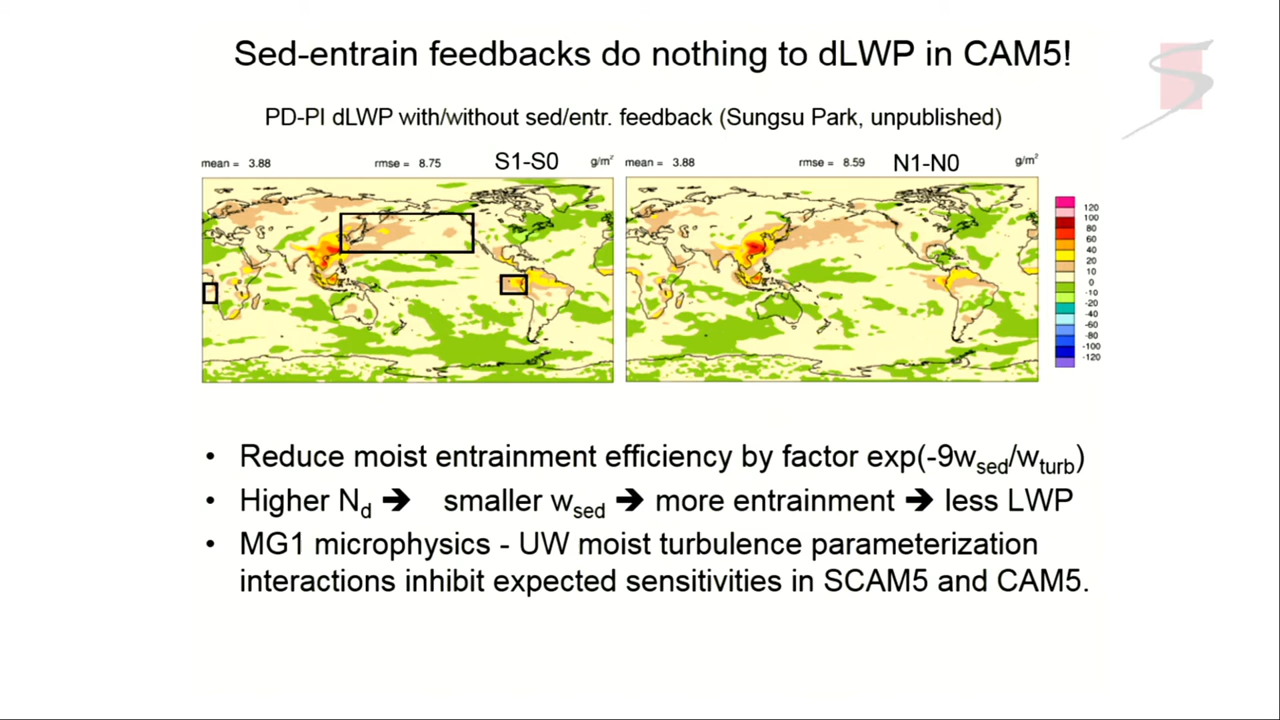 Sed-entrain feedbacks do nothing to dLWP in CAM5!
PD-PI dLWP with/without sed/entr. feedback (Sungsu Park, unpublished)
mean = 3.88 rmse = 8.75 S1-S0 g/m² mean = 3.88 rmse = 8.59 N1-N0 g/m²
120
100
80
60
40
20
10
0
-10
-20
-40
-60
-80
-100
-120
• Reduce moist entrainment efficiency by factor exp(-9wsed/wturb)
• Higher Nd ➔ smaller wsed ➔ more entrainment ➔ less LWP
• MG1 microphysics - UW moist turbulence parameterization
interactions inhibit expected sensitivities in SCAM5 and CAM5.